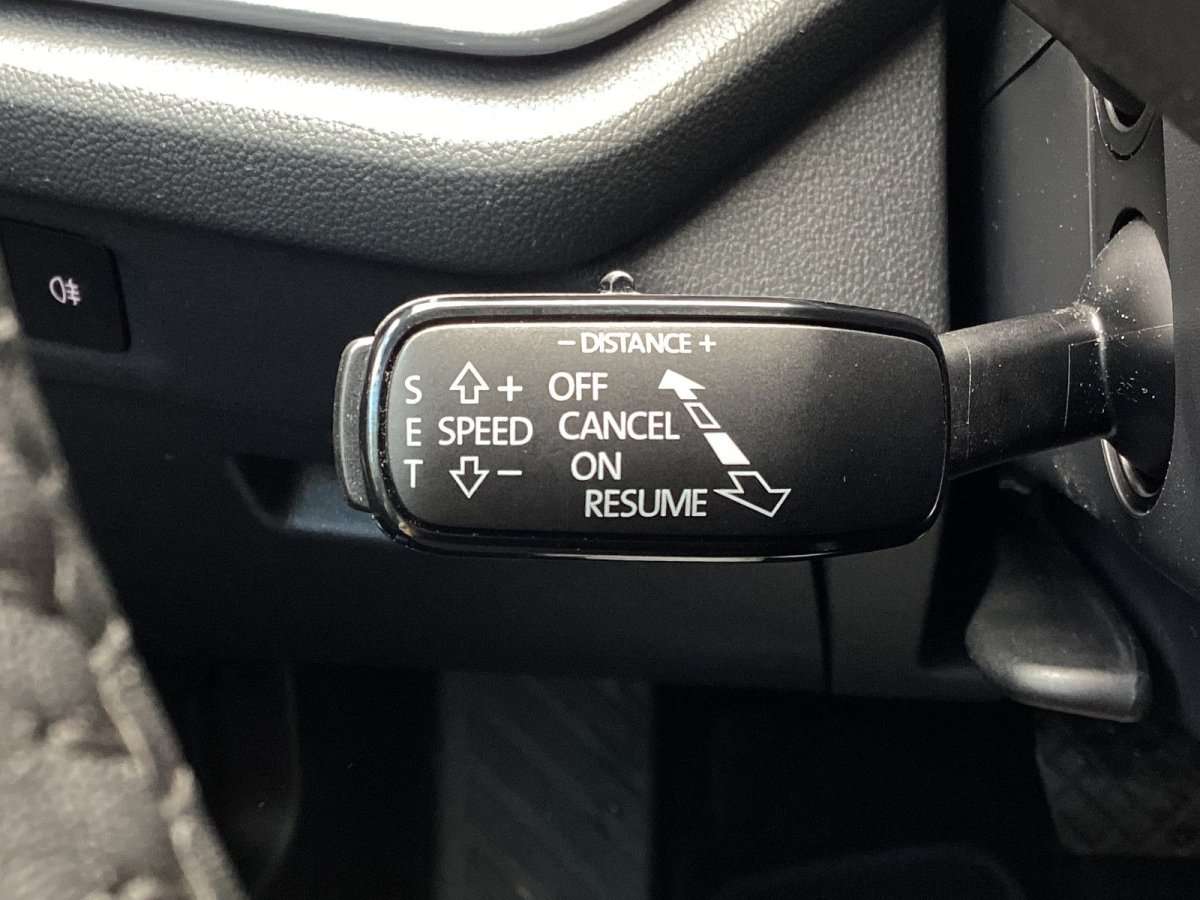 – DISTANCE +
S + OFF
E SPEED CANCEL
T – ON
RESUME